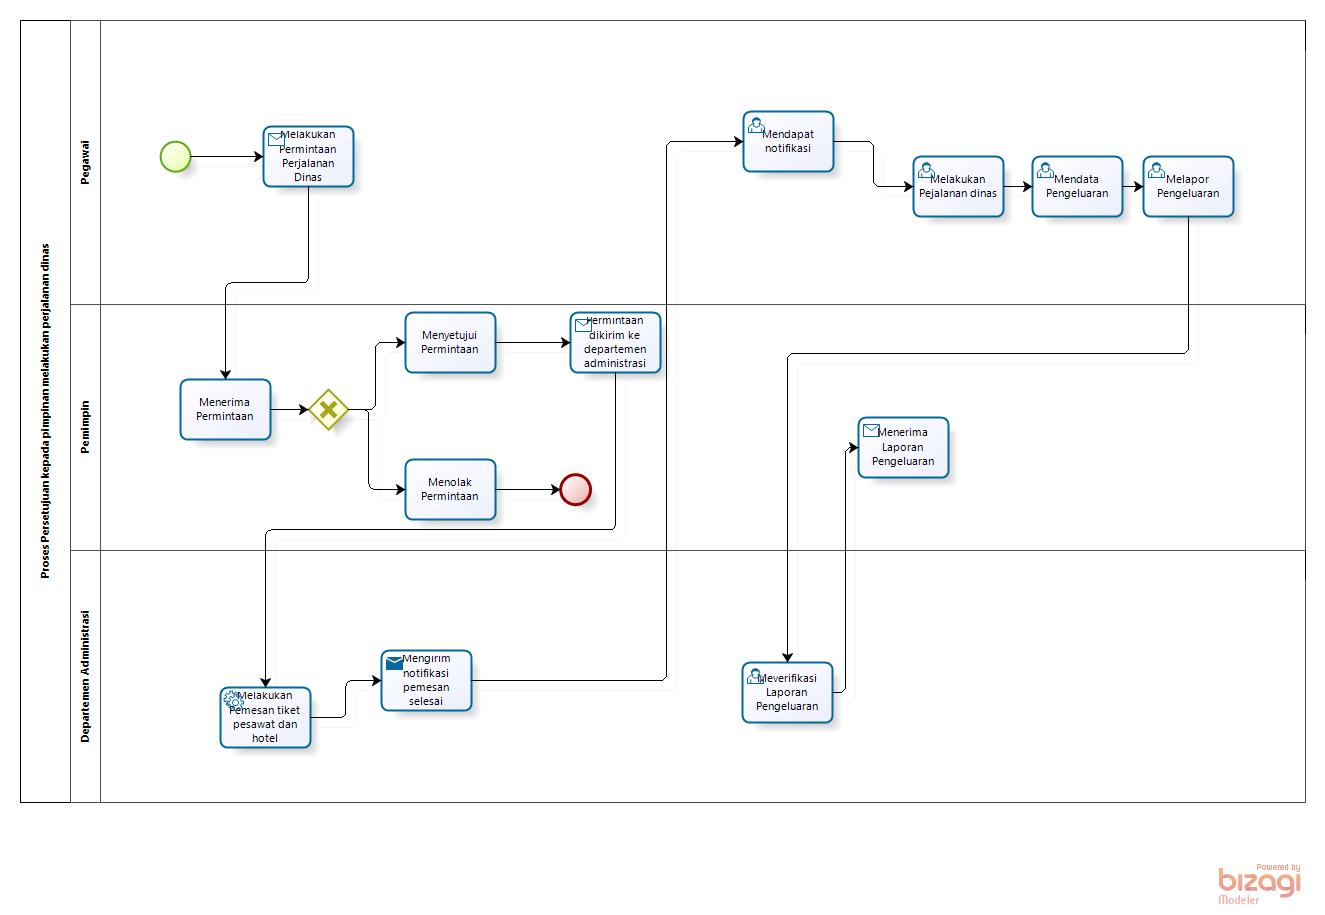 Proses Persetujuan kepada pimpinan melakukan perjalanan dinas
Pegawai
Melakukan
Permintaan
Perjalanan
Dinas
Mendapat
notifikasi
Melakukan
Pejalanan dinas
Mendata
Pengeluaran
Melapor
Pengeluaran
Pemimpin
Menerima
Permintaan
Menyetujui
Permintaan
Permintaan
dikirim ke
departemen
administrasi
Menolak
Permintaan
Menerima
Laporan
Pengeluaran
Departemen Administrasi
Melakukan
Pemesan tiket
pesawat dan
hotel
Mengirim
notifikasi
pemesan
selesai
Meverifikasi
Laporan
Pengeluaran
Powered by
bizagi
Modeler